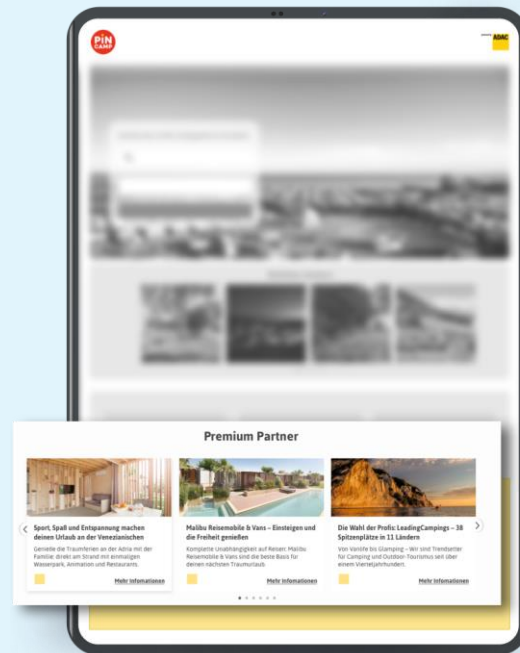 PiN
CAMP
ADAC
Premium Partner
Sport, Spaß und Entspannung machen
deinen Urlaub an der Venezianischen
Genieße die Traumferien an der Adria mit der
Familie: direkt am Strand mit einmaligen
Wasserpark, Animation und Restaurants.
Mehr Infomationen
Malibu Reisemobile & Vans – Einsteigen und
die Freiheit genießen
Komplette Unabhängigkeit auf Reisen: Malibu
Reisemobile & Vans sind die beste Basis für
deinen nächsten Traumurlaub.
Mehr Infomationen
Die Wahl der Profis: LeadingCampings – 38
Spitzenplätze in 11 Ländern
Von Vanlife bis Glamping – Wir sind Trendsetter
für Camping und Outdoor-Tourismus seit über
einem Vierteljahrhundert.
Mehr Infomationen